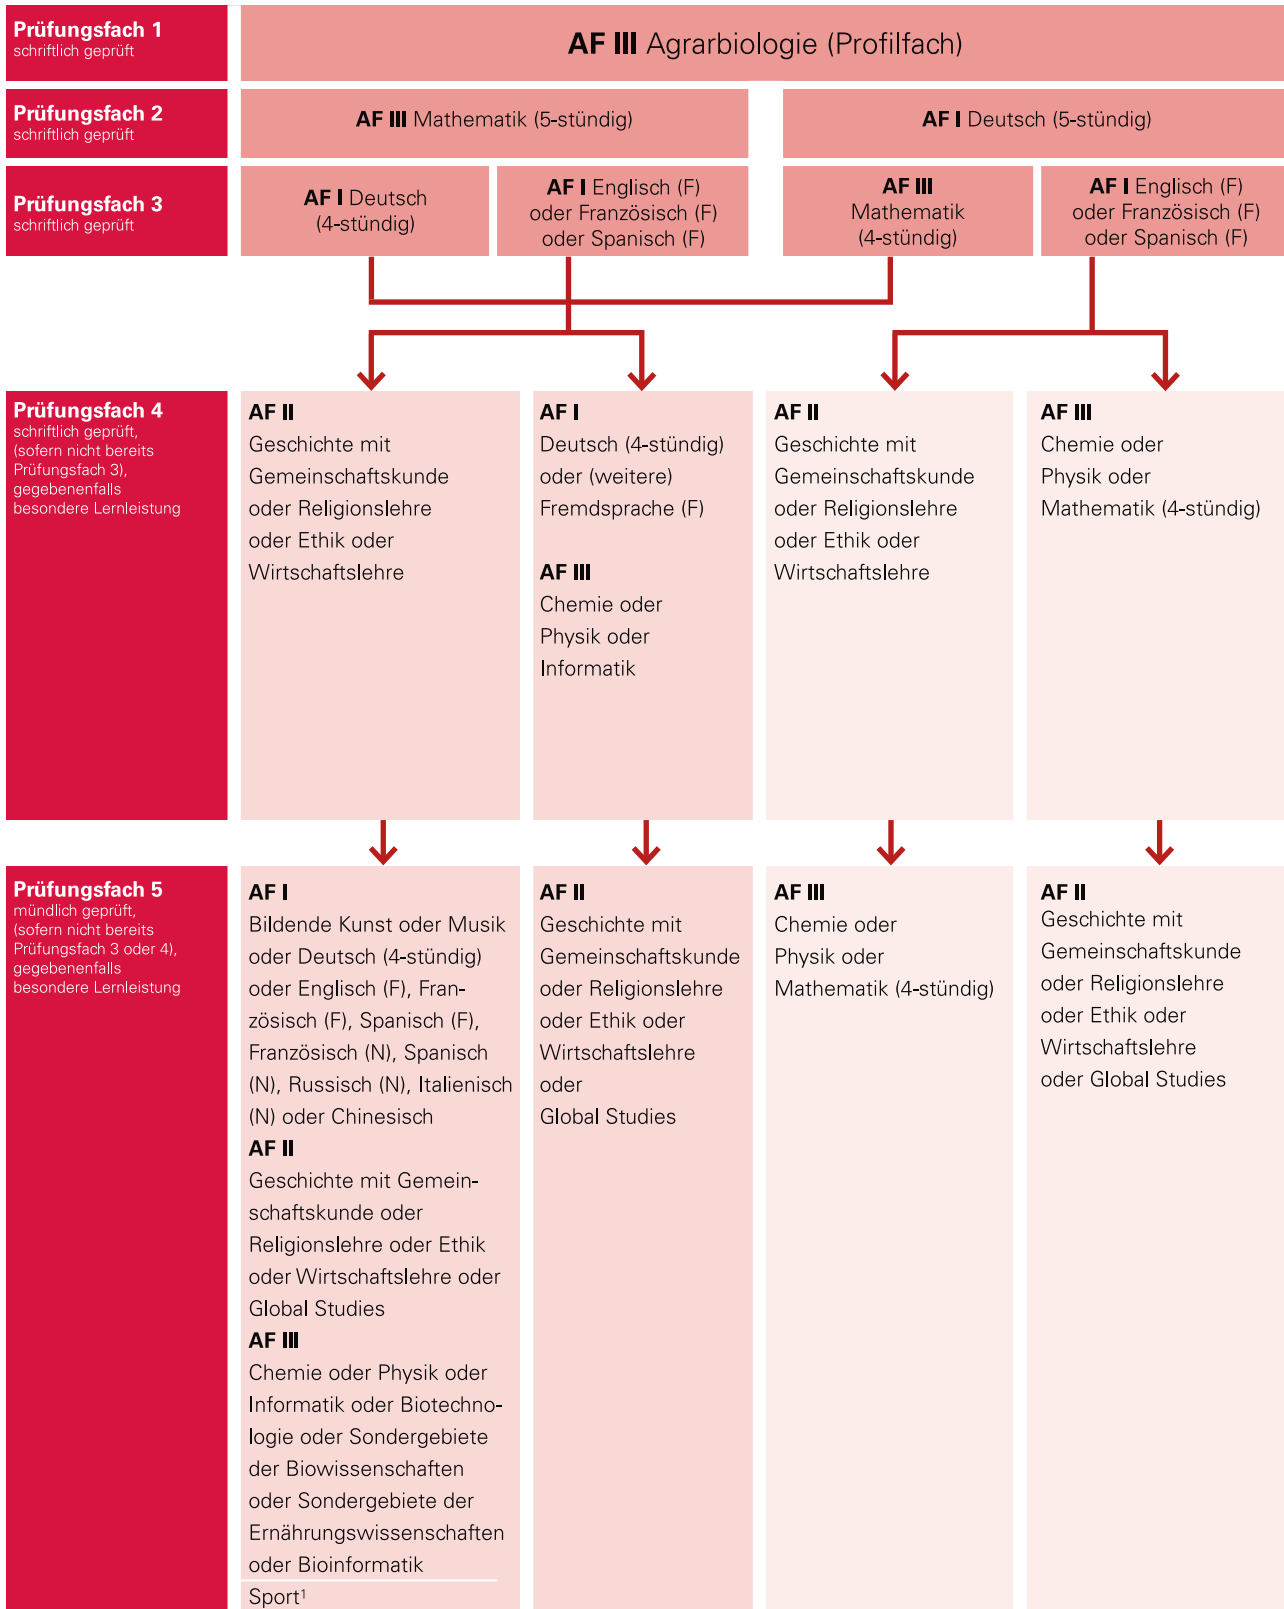 Prüfungsfach 1
schriftlich geprüft
AF III Agrarbiologie (Profilfach)
Prüfungsfach 2
schriftlich geprüft
AF III Mathematik (5-stündig)
AF I Deutsch (5-stündig)
Prüfungsfach 3
schriftlich geprüft
AF I Deutsch
(4-stündig)
AF I Englisch (F)
oder Französisch (F)
oder Spanisch (F)
AF III
Mathematik
(4-stündig)
AF I Englisch (F)
oder Französisch (F)
oder Spanisch (F)
Prüfungsfach 4
schriftlich geprüft,
(sofern nicht bereits
Prüfungsfach 3),
gegebenenfalls
besondere Lernleistung
AF II
Geschichte mit
Gemeinschaftskunde
oder Religionslehre
oder Ethik oder
Wirtschaftslehre
AF I
Deutsch (4-stündig)
oder (weitere)
Fremdsprache (F)
AF III
Chemie oder
Physik oder
Informatik
AF II
Geschichte mit
Gemeinschaftskunde
oder Religionslehre
oder Ethik oder
Wirtschaftslehre
AF III
Chemie oder
Physik oder
Mathematik (4-stündig)
Prüfungsfach 5
mündlich geprüft,
(sofern nicht bereits
Prüfungsfach 3 oder 4),
gegebenenfalls
besondere Lernleistung
AF I
Bildende Kunst oder Musik
oder Deutsch (4-stündig)
oder Englisch (F), Fran-
zösisch (F), Spanisch (F),
Französisch (N), Spanisch
(N), Russisch (N), Italienisch
(N) oder Chinesisch
AF II
Geschichte mit Gemein-
schaftskunde oder
Religionslehre oder Ethik
oder Wirtschaftslehre oder
Global Studies
AF III
Chemie oder Physik oder
Informatik oder Biotechno-
logie oder Sondergebiete
der Biowissenschaften
oder Sondergebiete der
Ernährungswissenschaften
oder Bioinformatik
Sport¹
AF II
Geschichte mit
Gemeinschaftskunde
oder Religionslehre
oder Ethik oder
Wirtschaftslehre
oder
Global Studies
AF III
Chemie oder
Physik oder
Mathematik (4-stündig)
AF II
Geschichte mit
Gemeinschaftskunde
oder Religionslehre
oder Ethik oder
Wirtschaftslehre
oder Global Studies